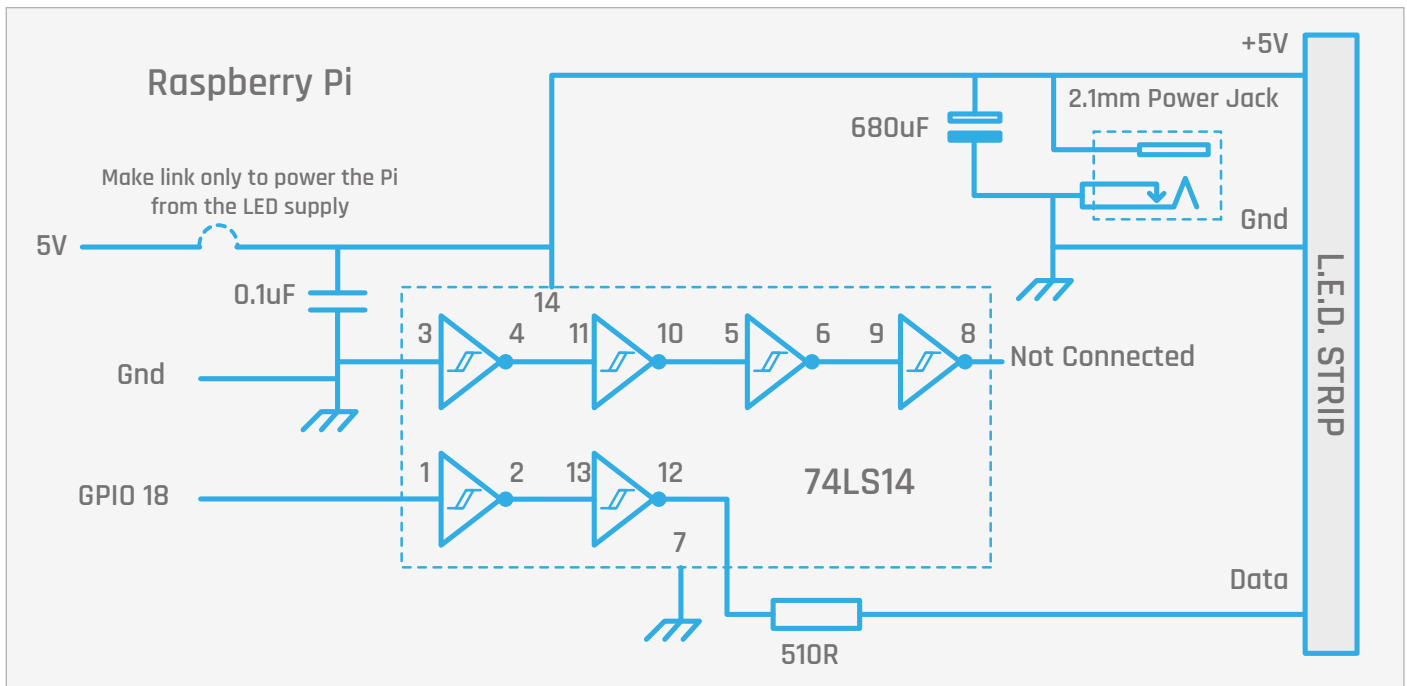 +5V
Raspberry Pi
2.1mm Power Jack
680uF
Make link only to power the Pi
from the LED supply
Gnd
5V
0.1uF
14
3
4
11
10
5
6
9
8
Not Connected
Gnd
L.E.D. STRIP
1
2
13
12
74LS14
GPIO 18
7
Data
510R